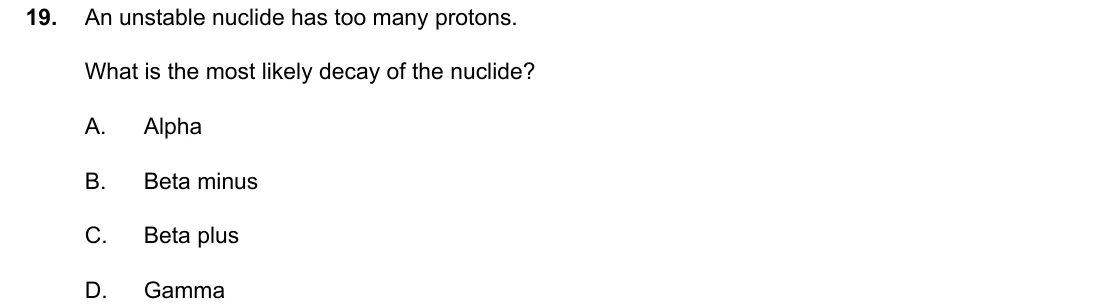 19. An unstable nuclide has too many protons.
What is the most likely decay of the nuclide?
A. Alpha
B. Beta minus
C. Beta plus
D. Gamma